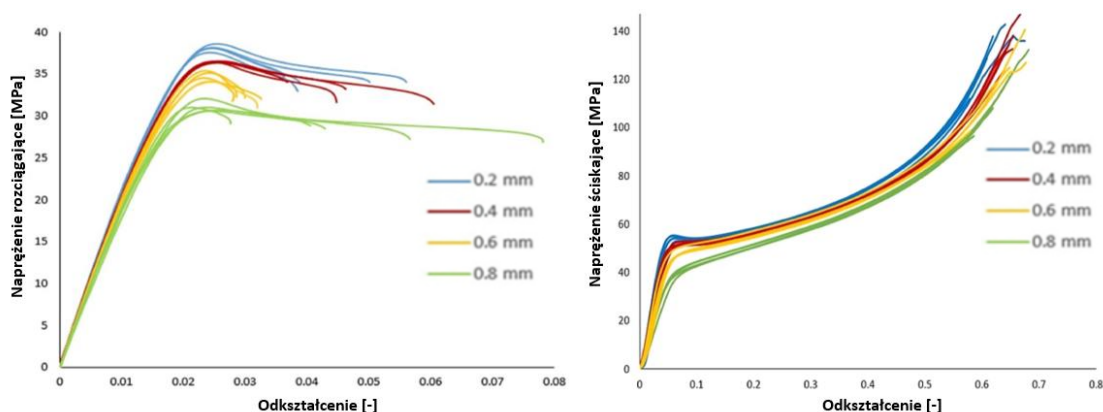 40
35
30
25
20
15
10
5
0
Naprężenie rozciągające [MPa]
0 0.01 0.02 0.03 0.04 0.05 0.06 0.07 0.08
Odkształcenie [-]
0.2 mm
0.4 mm
0.6 mm
0.8 mm
140
120
100
80
60
40
20
0
Naprężenie ściskające [MPa]
0 0.1 0.2 0.3 0.4 0.5 0.6 0.7 0.8
Odkształcenie [-]
0.2 mm
0.4 mm
0.6 mm
0.8 mm